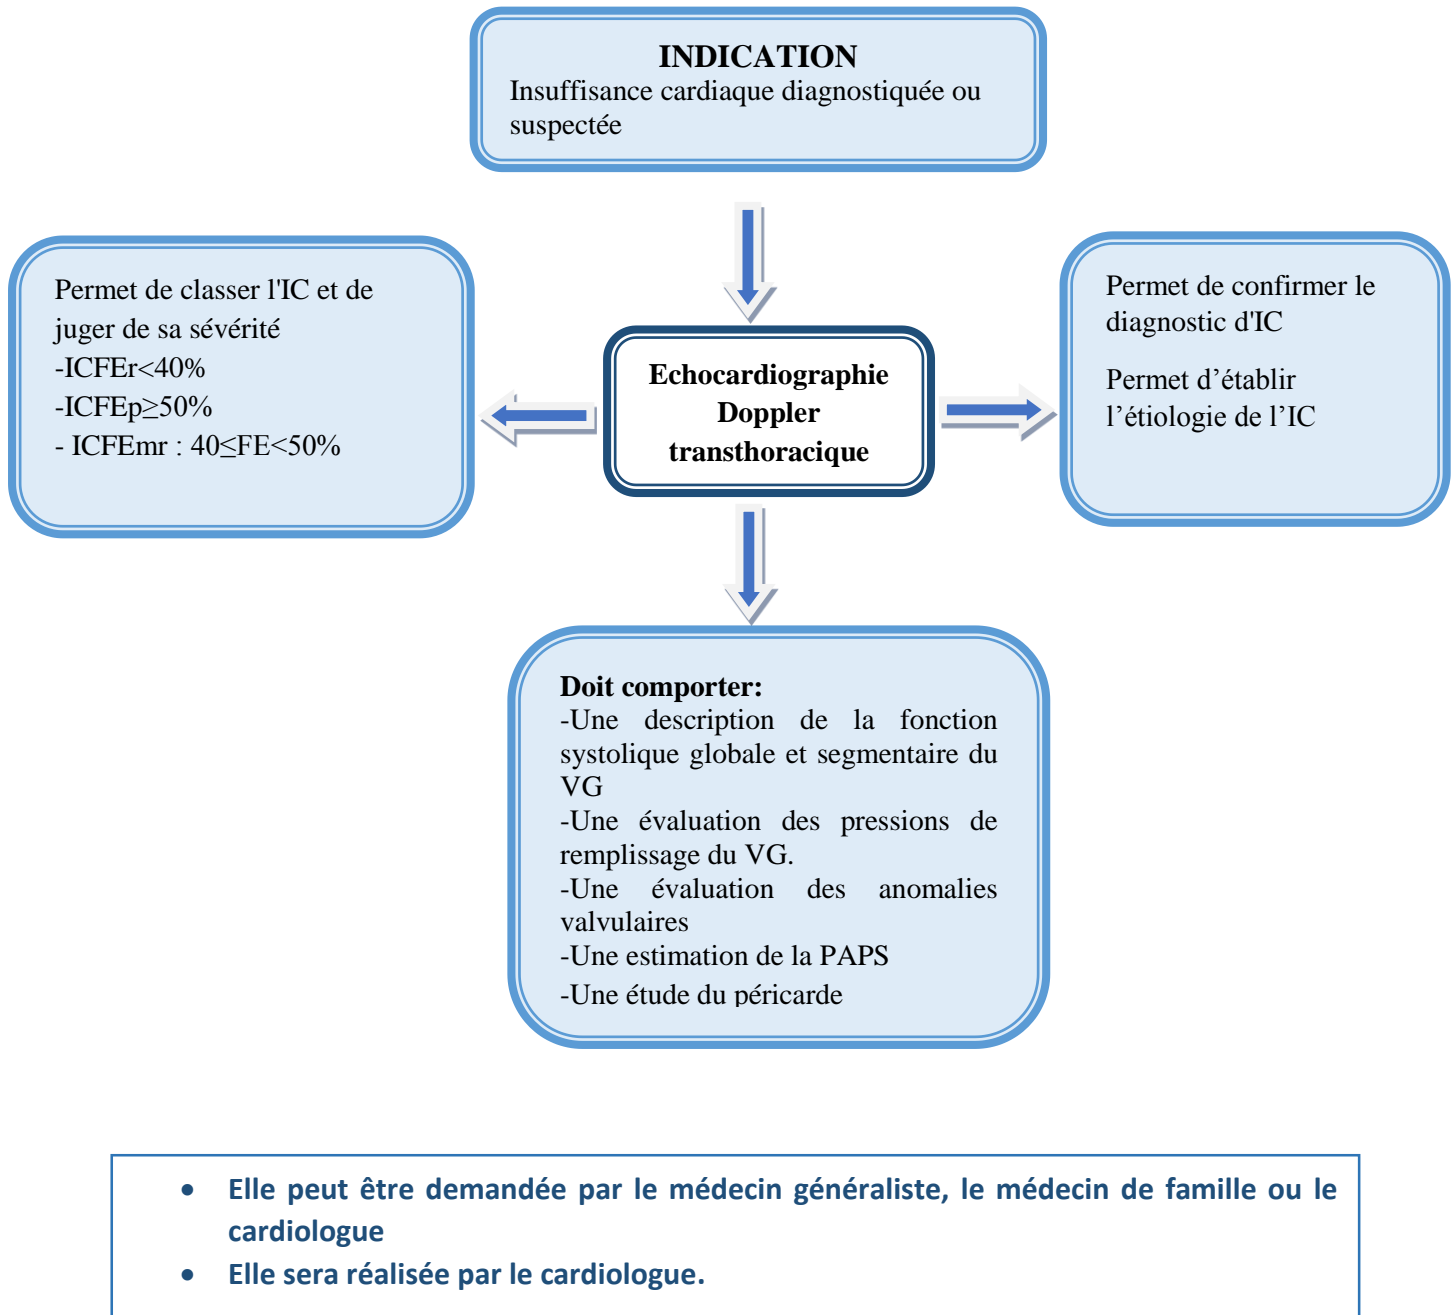 INDICATION
Insuffisance cardiaque diagnostiquée ou
suspectée
Permet de classer l'IC et de
juger de sa sévérité
-ICFEr<40%
-ICFEp≥50%
- ICFEmr : 40≤FE<50%
Echocardiographie
Doppler
transthoracique
Permet de confirmer le
diagnostic d'IC
Permet d’établir
l’étiologie de l’IC
Doit comporter:
-Une description de la fonction
systolique globale et segmentaire du
VG
-Une évaluation des pressions de
remplissage du VG.
-Une évaluation des anomalies
valvulaires
-Une estimation de la PAPS
-Une étude du péricarde
• Elle peut être demandée par le médecin généraliste, le médecin de famille ou le
cardiologue
• Elle sera réalisée par le cardiologue.